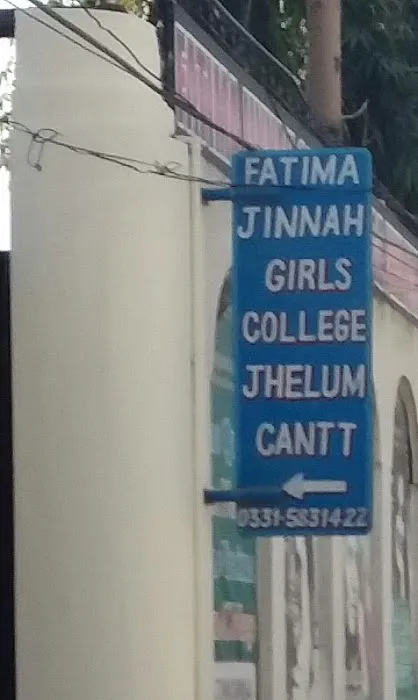 FATIMA
JINNAH
GIRLS
COLLEGE
JHELUM
CANTT
0331-5831422